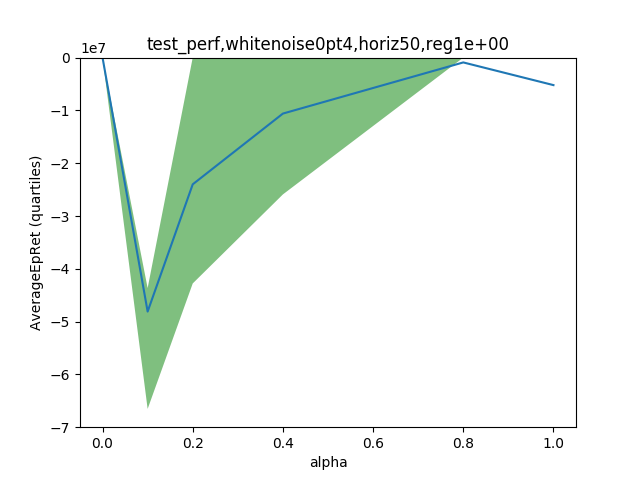 test_perf,whitenoise0pt4,horiz50,reg1e+00
1e7
0
−1
−2
−3
−4
−5
−6
−7
AverageEpRet (quartiles)
0.0 0.2 0.4 0.6 0.8 1.0
alpha